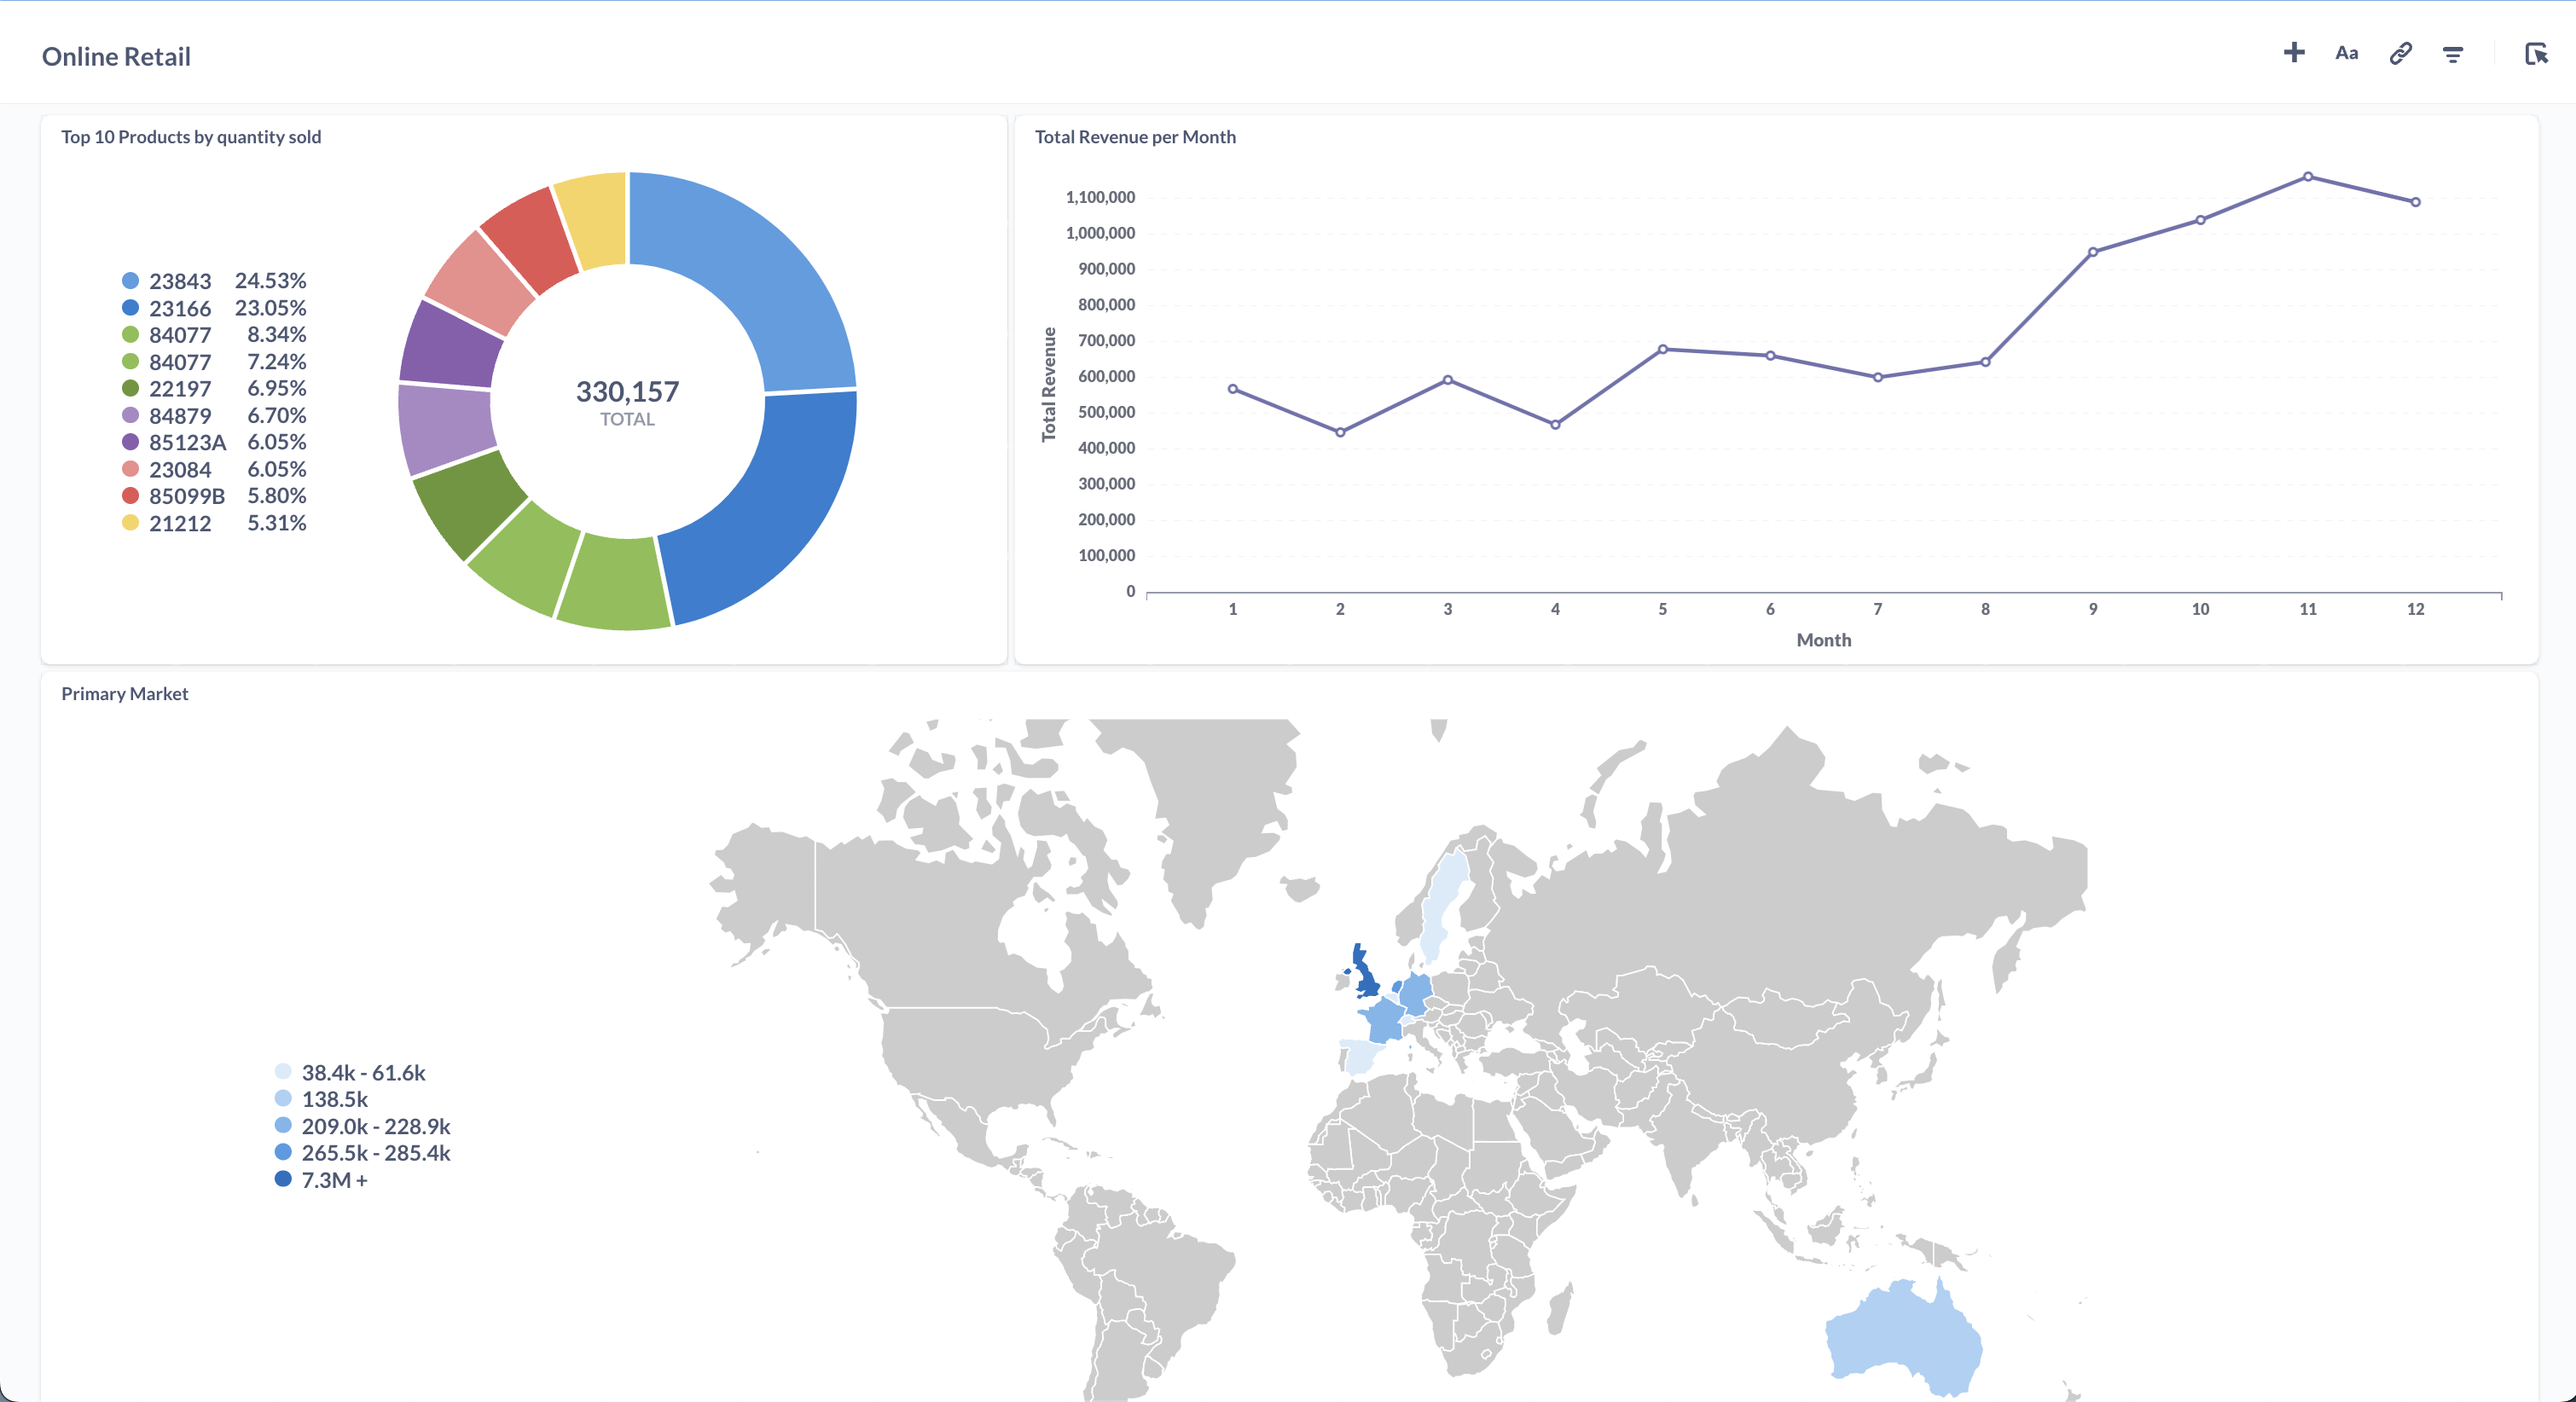 Online Retail
Aa
Top 10 Products by quantity sold
23843 24.53%
23166 23.05%
84077 8.34%
84077 7.24%
22197 6.95%
84879 6.70%
85123A 6.05%
23084 6.05%
85099B 5.80%
21212 5.31%
330,157
TOTAL
Total Revenue per Month
Total Revenue
1,100,000
1,000,000
900,000
800,000
700,000
600,000
500,000
400,000
300,000
200,000
100,000
0
1 2 3 4 5 6 7 8 9 10 11 12
Month
Primary Market
38.4k - 61.6k
138.5k
209.0k - 228.9k
265.5k - 285.4k
7.3M +